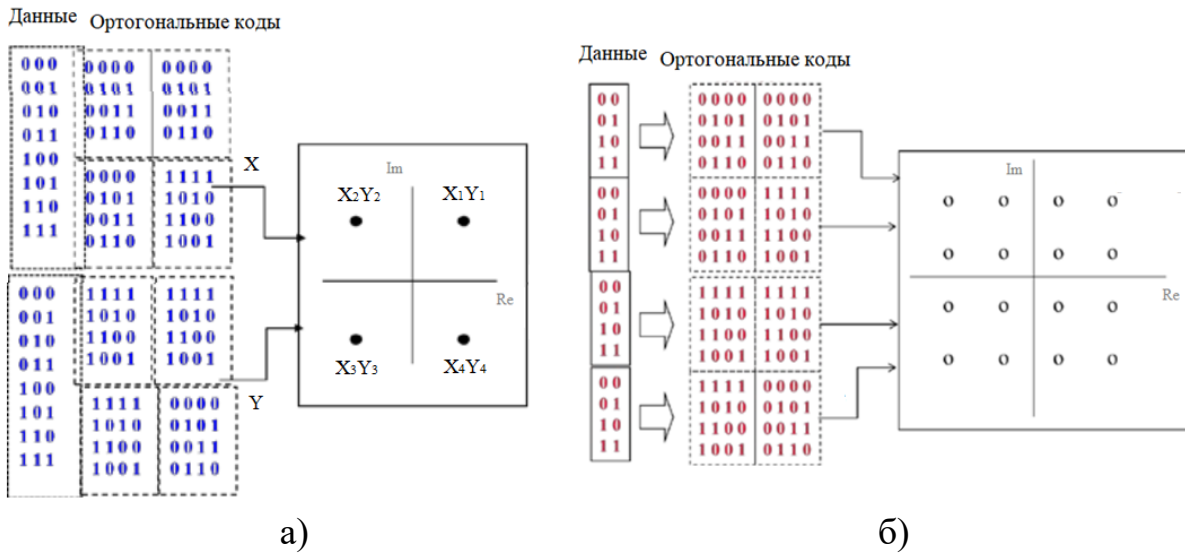 Данные Ортогональные коды
000
001
010
011
100
101
110
111
0000 0000
0101 0101
0011 0011
0110 0110
0000 1111
0101 1010
0011 1100
0110 1001
X
000
001
010
011
100
101
110
111
1111 1111
1010 1010
1100 1100
1001 1001
1111 0000
1010 0101
1100 0011
1001 0110
Y
Im
X2Y2 X1Y1
Re
X3Y3 X4Y4
а)
Данные Ортогональные коды
00 0000 0000
01 0101 0101
10 0011 0011
11 0110 0110
00 0000 1111
01 0101 1010
10 0011 1100
11 0110 1001
00 1111 1111
01 1010 1010
10 1100 1100
11 1001 1001
00 1111 0000
01 1010 0101
10 1100 0011
11 1001 0110
Im
Re
б)